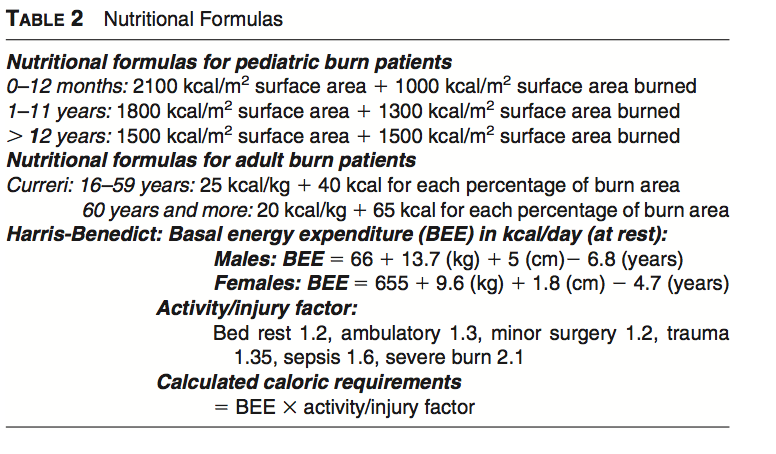 TABLE 2 Nutritional Formulas
Nutritional formulas for pediatric burn patients
0–12 months: 2100 kcal/m² surface area + 1000 kcal/m² surface area burned
1–11 years: 1800 kcal/m² surface area + 1300 kcal/m² surface area burned
> 12 years: 1500 kcal/m² surface area + 1500 kcal/m² surface area burned
Nutritional formulas for adult burn patients
Curreri: 16–59 years: 25 kcal/kg + 40 kcal for each percentage of burn area
60 years and more: 20 kcal/kg + 65 kcal for each percentage of burn area
Harris-Benedict: Basal energy expenditure (BEE) in kcal/day (at rest):
Males: BEE = 66 + 13.7 (kg) + 5 (cm)– 6.8 (years)
Females: BEE = 655 + 9.6 (kg) + 1.8 (cm) – 4.7 (years)
Activity/injury factor:
Bed rest 1.2, ambulatory 1.3, minor surgery 1.2, trauma
1.35, sepsis 1.6, severe burn 2.1
Calculated caloric requirements
= BEE × activity/injury factor